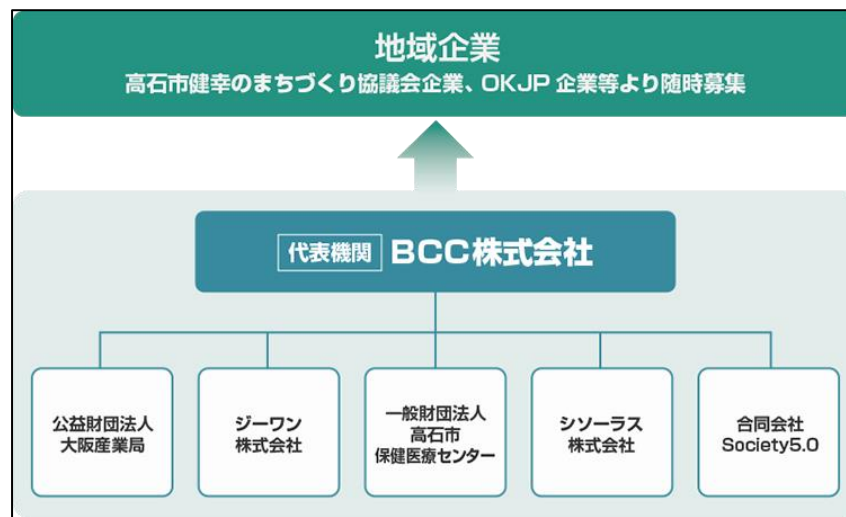 地域企業
高石市健幸のまちづくり協議会企業、OKJP 企業等より随時募集
代表機関 BCC株式会社
公益財団法人
大阪産業局
ジーワン
株式会社
一般財団法人
高石市
保健医療センター
シソーラス
株式会社
合同会社
Society5.0